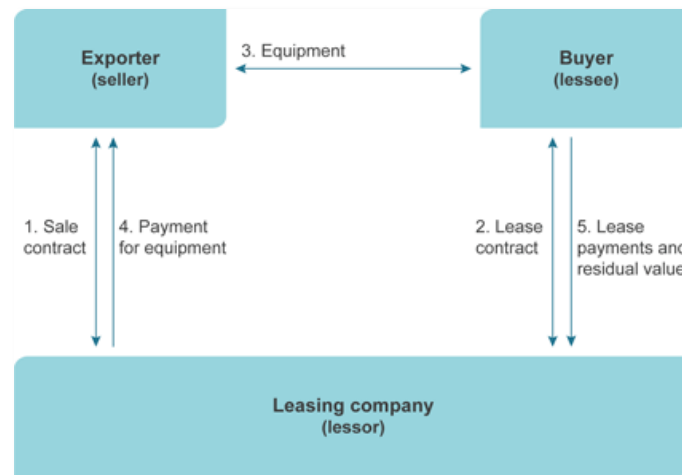 Exporter
(seller)
3. Equipment
Buyer
(lessee)
1. Sale
contract
4. Payment
for equipment
2. Lease
contract
5. Lease
payments and
residual value
Leasing company
(lessor)